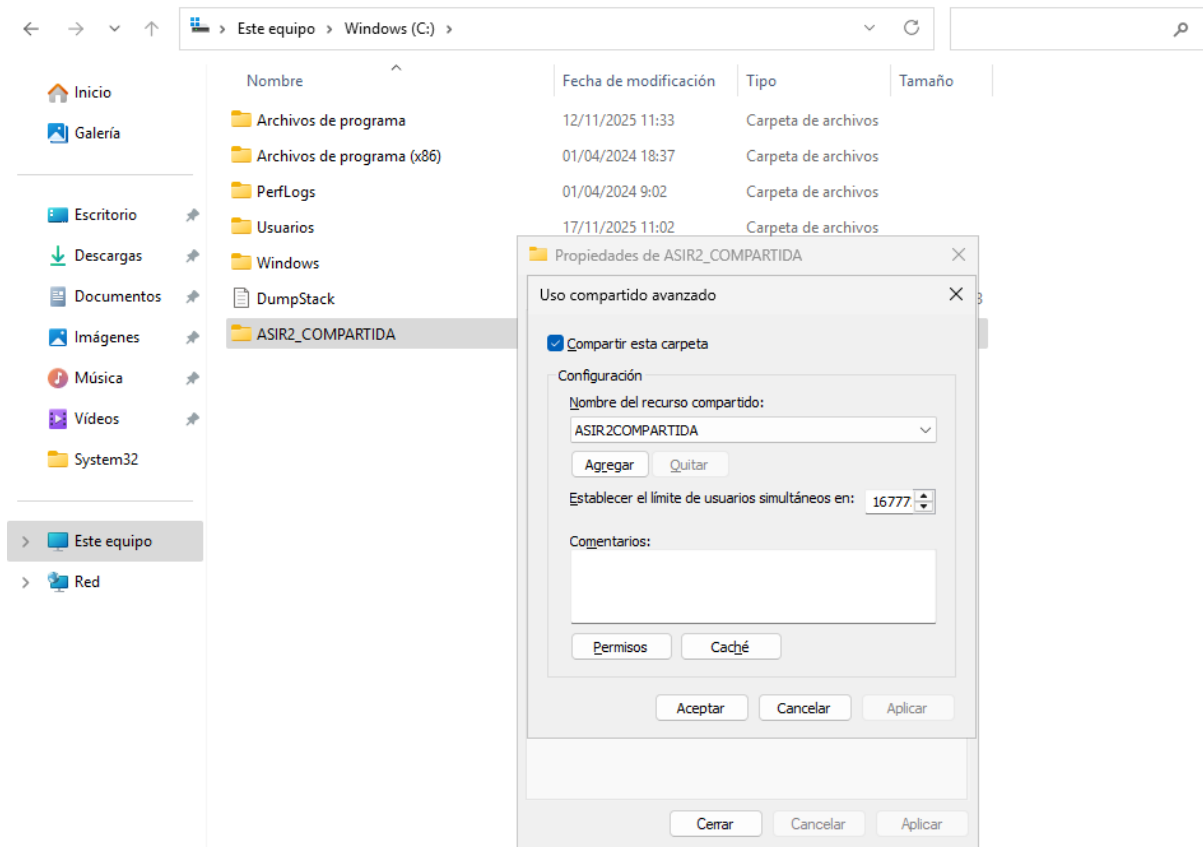 Este equipo > Windows (C:) >
Nombre Fecha de modificación Tipo Tamaño
Inicio
Galería
Escritorio
Descargas
Documentos
Imágenes
Música
Vídeos
System32
Este equipo
Red
Archivos de programa 12/11/2025 11:33 Carpeta de archivos
Archivos de programa (x86) 01/04/2024 18:37 Carpeta de archivos
PerfLogs 01/04/2024 9:02 Carpeta de archivos
Usuarios 17/11/2025 11:02 Carpeta de archivos
Windows
DumpStack
ASIR2_COMPARTIDA
Propiedades de ASIR2_COMPARTIDA
Uso compartido avanzado
Compartir esta carpeta
Configuración
Nombre del recurso compartido:
ASIR2COMPARTIDA
Agregar Quitar
Establecer el límite de usuarios simultáneos en: 16777
Comentarios:
Permisos Caché
Aceptar Cancelar Aplicar
Cerrar Cancelar Aplicar